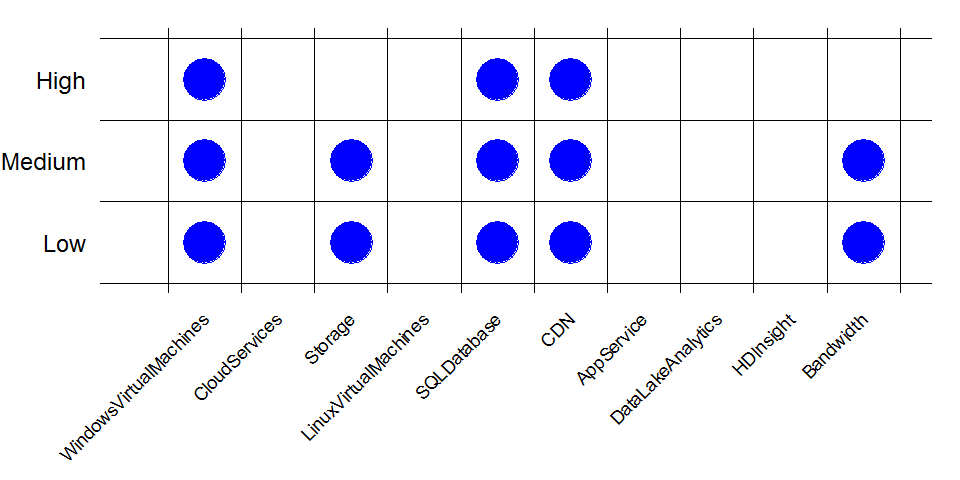 High
Medium
Low
WindowsVirtualMachines
CloudServices
Storage
LinuxVirtualMachines
SQLDatabase
CDN
AppService
DataLakeAnalytics
HDInsight
Bandwidth